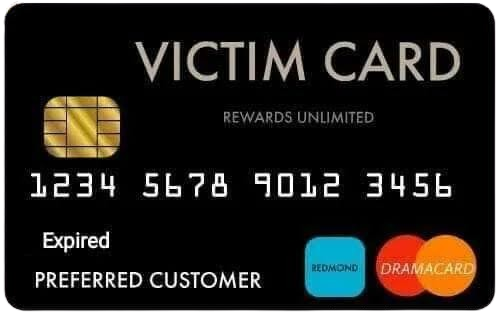 VICTIM CARD
REWARDS UNLIMITED
1234 5678 9012 3456
Expired
PREFERRED CUSTOMER
REDMOND
DRAMACARD